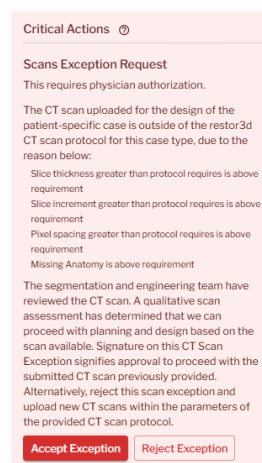 Critical Actions ?
Scans Exception Request
This requires physician authorization.
The CT scan uploaded for the design of the
patient-specific case is outside of the restor3d
CT scan protocol for this case type, due to the
reason below:
Slice thickness greater than protocol requires is above
requirement
Slice increment greater than protocol requires is above
requirement
Pixel spacing greater than protocol requires is above
requirement
Missing Anatomy is above requirement
The segmentation and engineering team have
reviewed the CT scan. A qualitative scan
assessment has determined that we can
proceed with planning and design based on the
scan available. Signature on this CT Scan
Exception signifies approval to proceed with the
submitted CT scan previously provided.
Alternatively, reject this scan exception and
upload new CT scans within the parameters of
the provided CT scan protocol.
Accept Exception Reject Exception